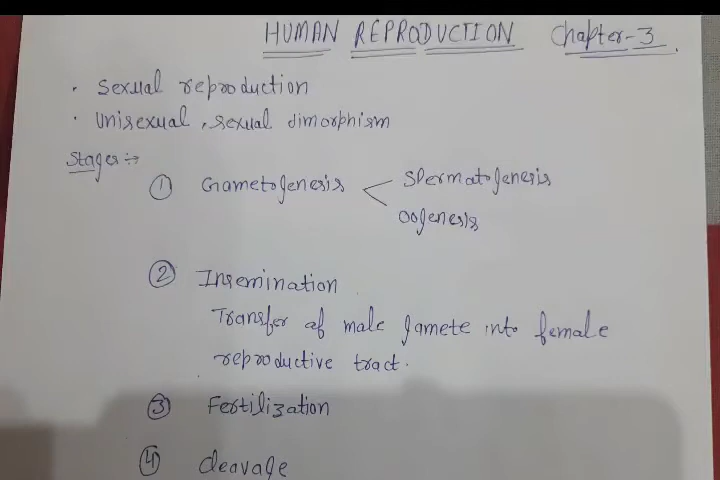 HUMAN REPRODUCTION Chapter-3
• Sexual reproduction
• Unisexual, sexual dimorphism
Stages :→
① Gametogenesis < Spermatogenesis
Oogenesis
② Insemination
Transfer of male gamete into female
reproductive tract.
③ Fertilization
④ Cleavage